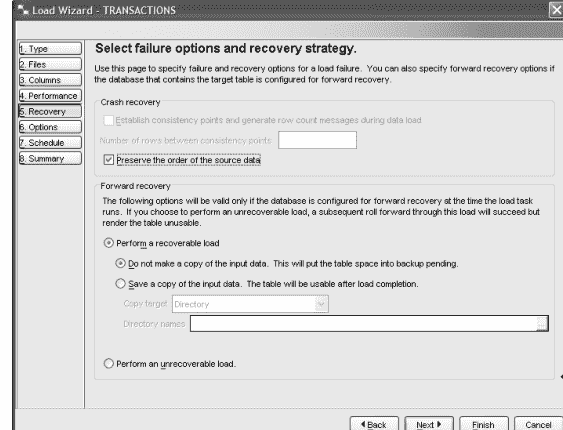 Load Wizard - TRANSACTIONS
1. Type
2. Files
3. Columns
4. Performance
5. Recovery
6. Options
7. Schedule
8. Summary
Select failure options and recovery strategy.
Use this page to specify failure and recovery options for a load failure. You can also specify forward recovery options if
the database that contains the target table is configured for forward recovery.
Crash recovery
Establish consistency points and generate row count messages during data load
Number of rows between consistency points
Preserve the order of the source data
Forward recovery
The following options will be valid only if the database is configured for forward recovery at the time the load task
runs. If you choose to perform an unrecoverable load, a subsequent roll forward through this load will succeed but
render the table unusable.
Perform a recoverable load
Do not make a copy of the input data. This will put the table space into backup pending.
Save a copy of the input data. The table will be usable after load completion.
Copy target Directory
Directory names ...
Perform an unrecoverable load.
Back Next Finish Cancel